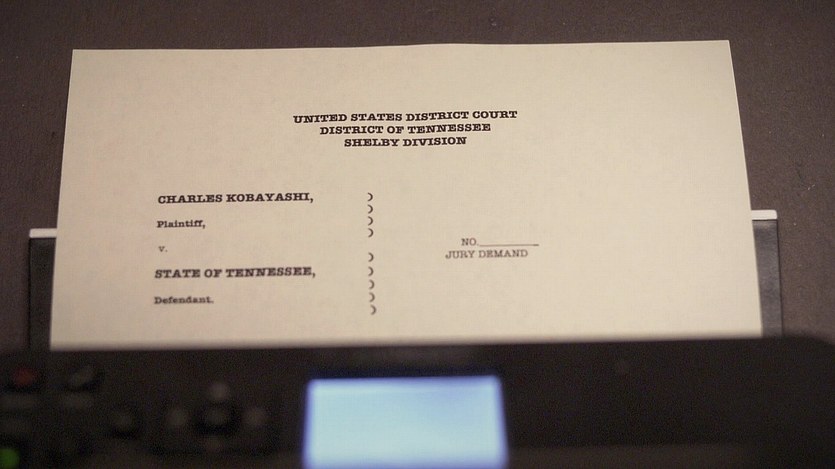 UNITED STATES DISTRICT COURT
DISTRICT OF TENNESSEE
SHELBY DIVISION
CHARLES KOBAYASHI, )
)
Plaintiff, )
)
v.
NO.__________
)
JURY DEMAND
STATE OF TENNESSEE, )
)
Defendant. )
)